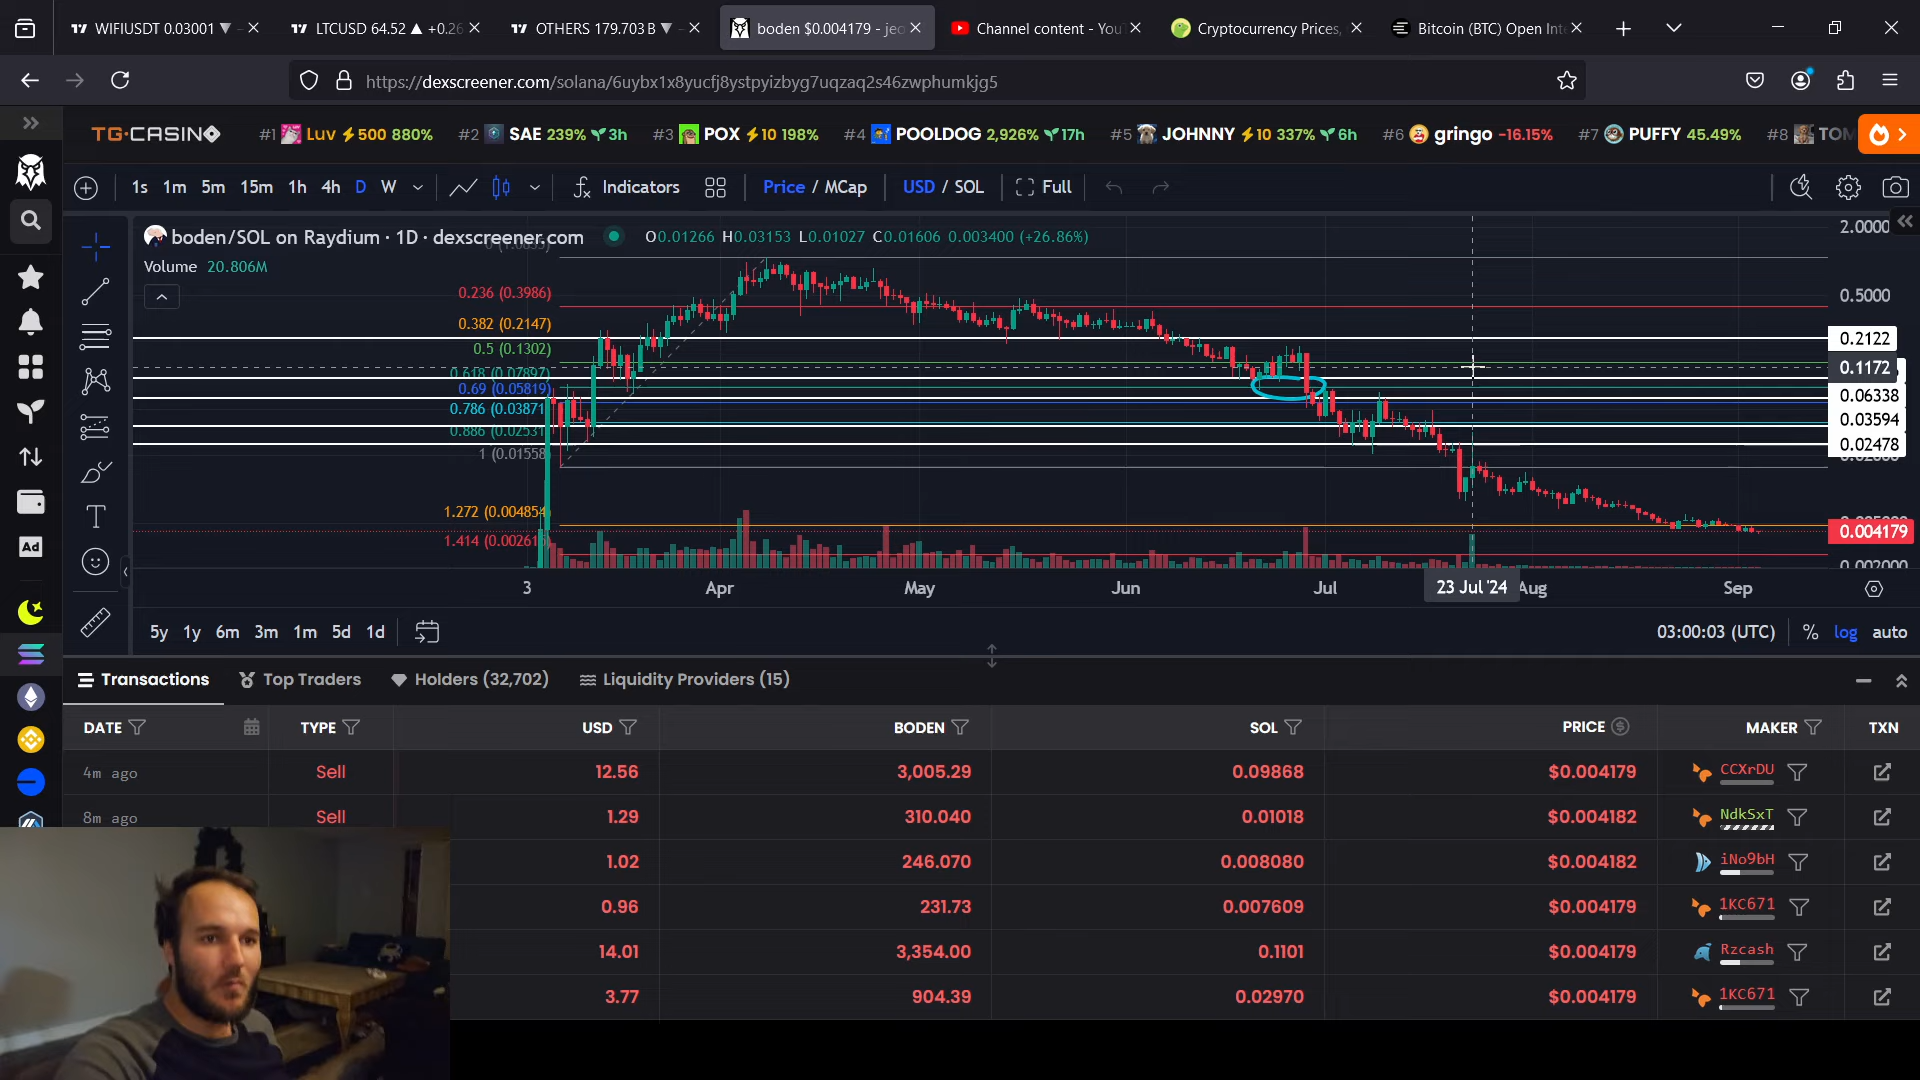 WIFIUSDT 0.03001 ▼
LTCUSD 64.52 ▲ +0.26
OTHERS 179.703 B ▼
boden $0.004179 - jeo
Channel content - YouT
Cryptocurrency Prices,
Bitcoin (BTC) Open Inte
https://dexscreener.com/solana/6uybx1x8yucfj8ystpyizbyg7uqzaq2s46zwphumkjg5
TG·CASINO
#1 Luv 500 880%
#2 SAE 239% 3h
#3 POX 10 198%
#4 POOLDOG 2,926% 17h
#5 JOHNNY 10 337% 6h
#6 gringo -16.15%
#7 PUFFY 45.49%
#8 TOM
1s 1m 5m 15m 1h 4h D W
Indicators
Price / MCap
USD / SOL
Full
boden/SOL on Raydium · 1D · dexscreener.com
O0.01266 H0.03153 L0.01027 C0.01606 0.003400 (+26.86%)
Volume 20.806M
0.236 (0.3986)
0.382 (0.2147)
0.5 (0.1302)
0.618 (0.07897)
0.69 (0.05819)
0.786 (0.03871)
0.886 (0.02531)
1 (0.01558)
1.272 (0.004854)
1.414 (0.00261
2.0000
0.5000
0.2122
0.1172
0.06338
0.03594
0.02478
0.004179
0.002000
3 Apr May Jun Jul 23 Jul '24 Aug Sep
5y 1y 6m 3m 1m 5d 1d
03:00:03 (UTC) % log auto
Ad
T
Transactions
Top Traders
Holders (32,702)
Liquidity Providers (15)
DATE TYPE USD BODEN SOL PRICE MAKER TXN
4m ago Sell 12.56 3,005.29 0.09868 $0.004179 CCXrDU
8m ago Sell 1.29 310.040 0.01018 $0.004182 NdkSxT
1.02 246.070 0.008080 $0.004182 iNo9bH
0.96 231.73 0.007609 $0.004179 1KC671
14.01 3,354.00 0.1101 $0.004179 Rzcash
3.77 904.39 0.02970 $0.004179 1KC671